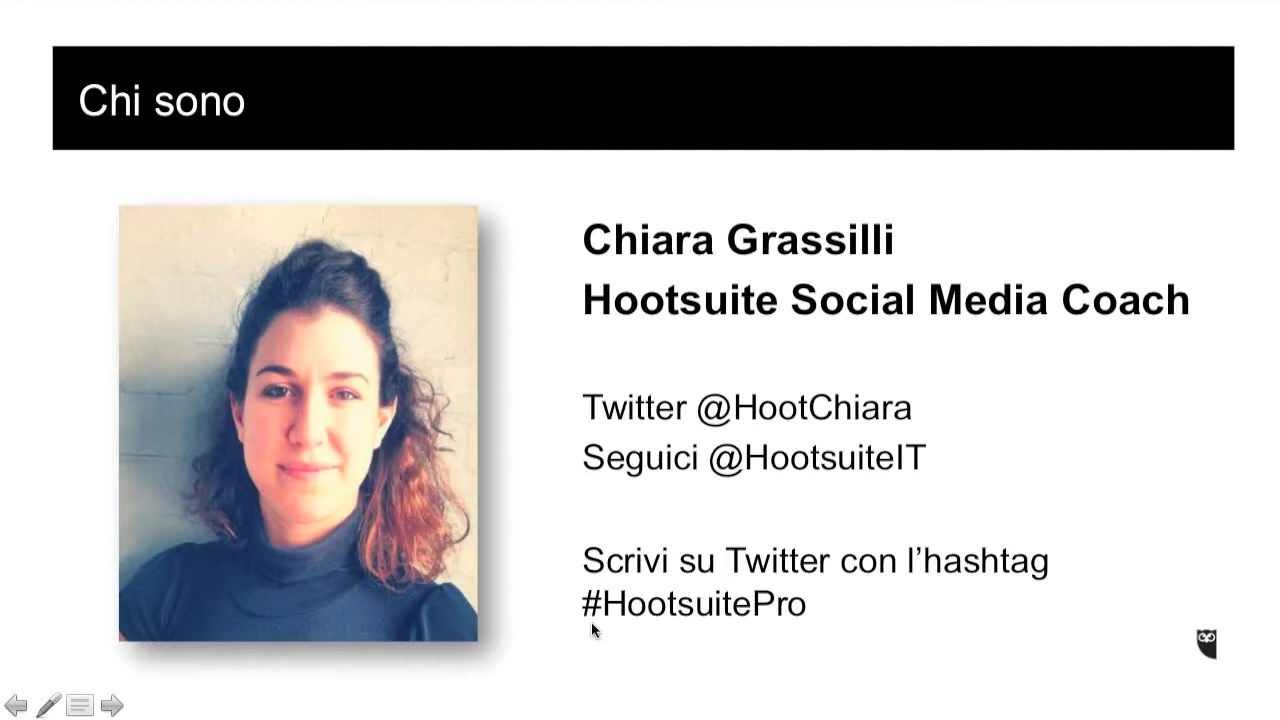 Chi sono
Chiara Grassilli
Hootsuite Social Media Coach
Twitter @HootChiara
Seguici @HootsuiteIT
Scrivi su Twitter con l’hashtag
#HootsuitePro